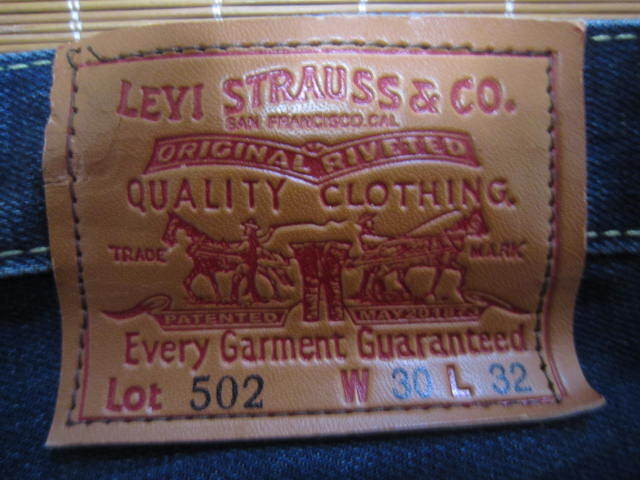 LEVI STRAUSS & CO.
SAN FRANCISCO, CAL
ORIGINAL RIVETED
QUALITY CLOTHING.
TRADE MARK
PATENTED MAY 20 1873
Every Garment Guaranteed
Lot 502 W 30 L 32